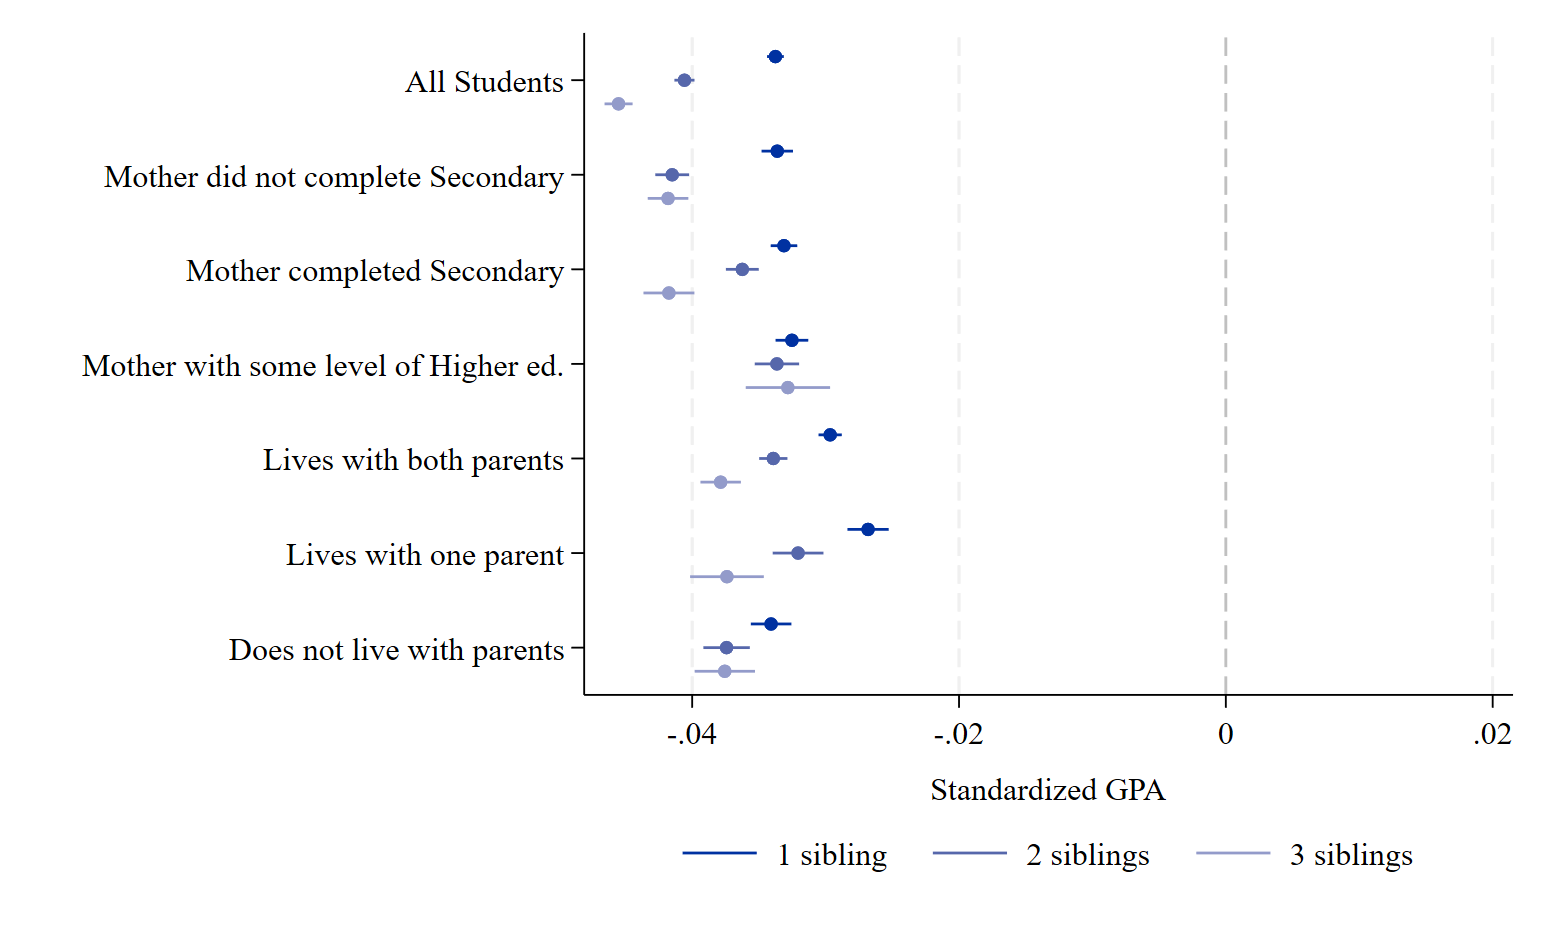 All Students
Mother did not complete Secondary
Mother completed Secondary
Mother with some level of Higher ed.
Lives with both parents
Lives with one parent
Does not live with parents
-.04 -.02 0 .02
Standardized GPA
1 sibling 2 siblings 3 siblings